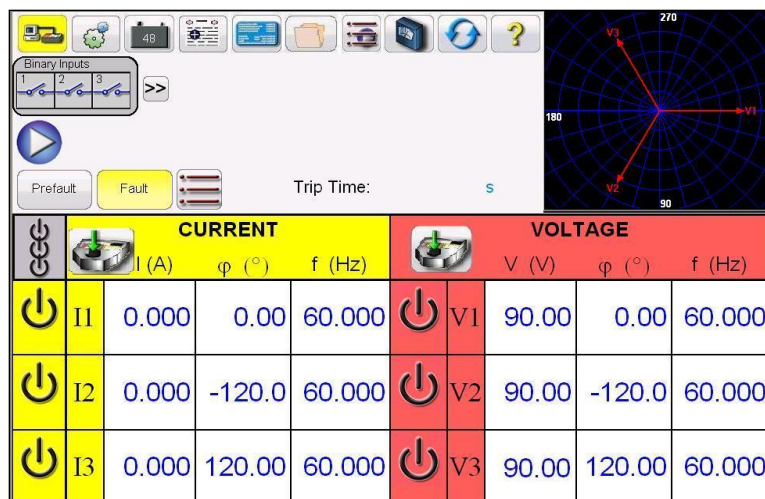 48
?
270
V3
180
V1
V2
90
Binary Inputs
1 2 3
>>
Prefault Fault Trip Time: s
CURRENT VOLTAGE
I (A) φ (°) f (Hz) V (V) φ (°) f (Hz)
I1 0.000 0.00 60.000 V1 90.00 0.00 60.000
I2 0.000 -120.0 60.000 V2 90.00 -120.0 60.000
I3 0.000 120.00 60.000 V3 90.00 120.00 60.000